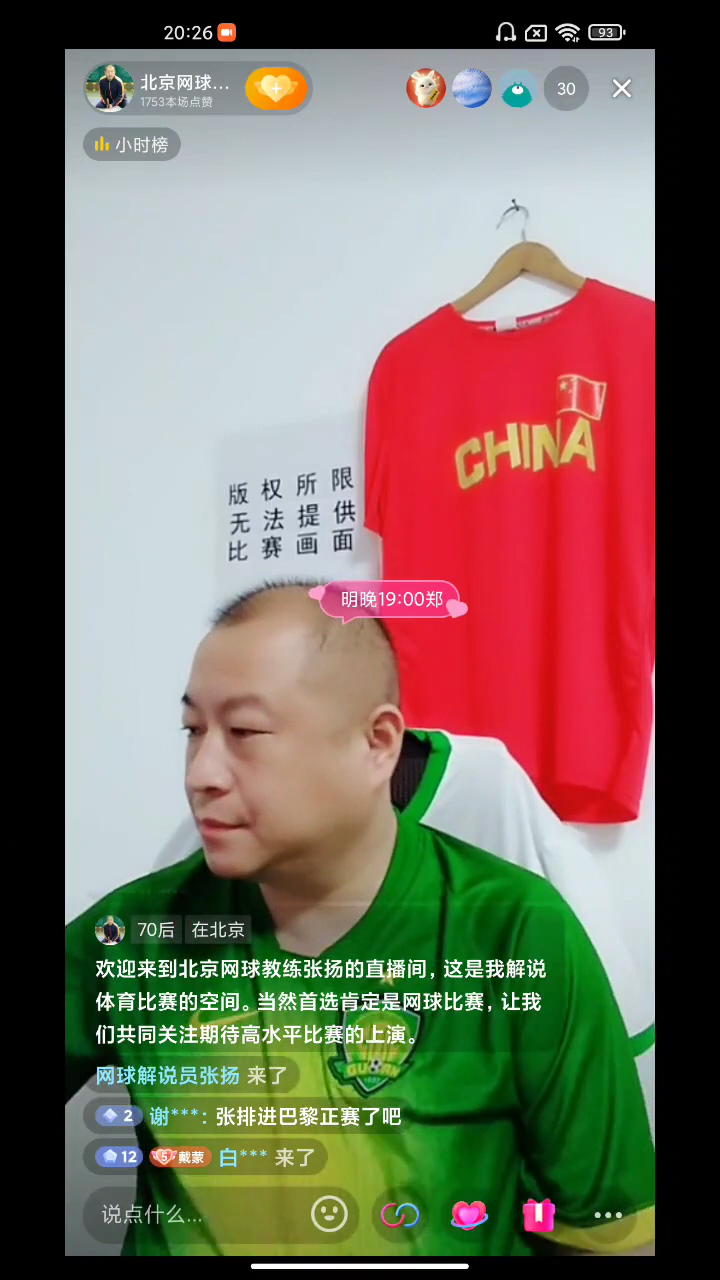 20:26
93
北京网球...
1753本场点赞
30
小时榜
CHINA
版权所限
无法提供
比赛画面
明晚19:00郑
70后 在北京
欢迎来到北京网球教练张扬的直播间，这是我解说
体育比赛的空间。当然首选肯定是网球比赛，让我
们共同关注期待高水平比赛的上演。
GUOAN
网球解说员张扬 来了
2 谢***：张排进巴黎正赛了吧
12 5 戴蒙 白*** 来了
说点什么...